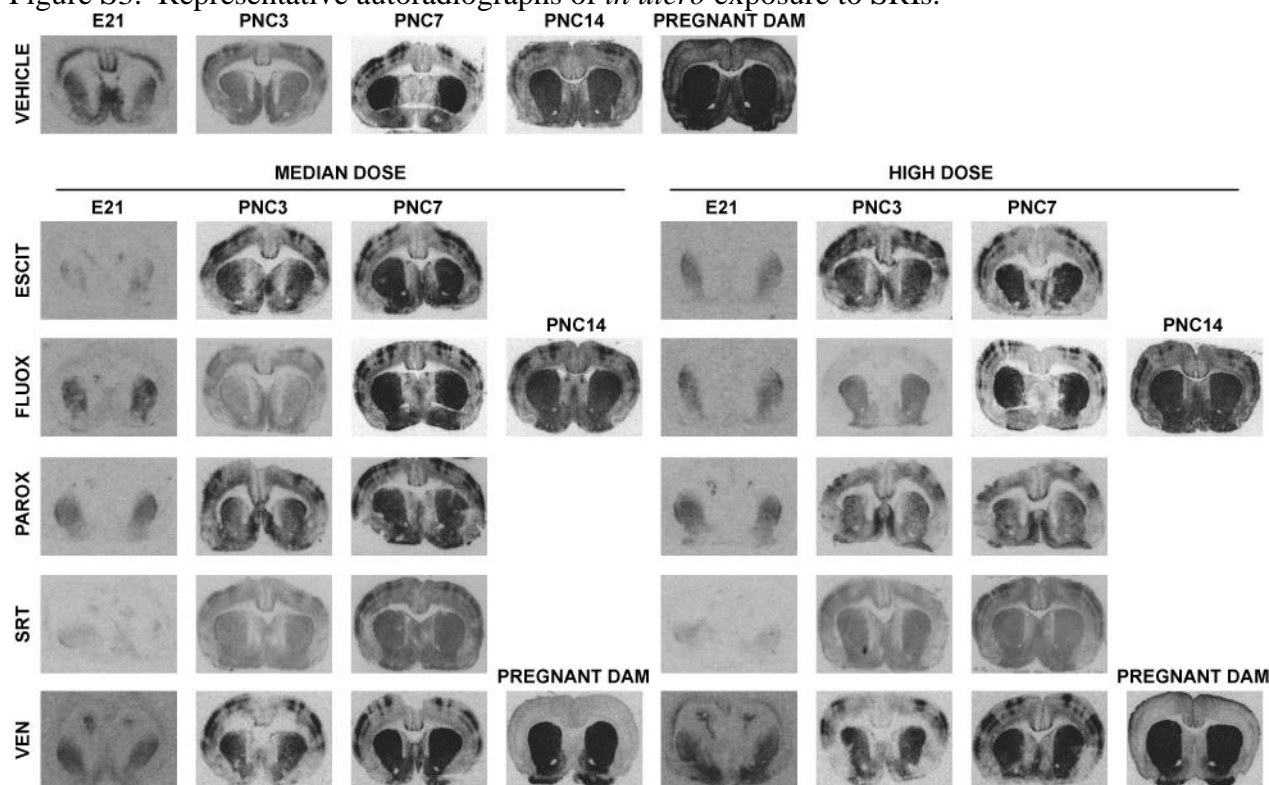 Figure S3. Representative autoradiographs of in utero exposure to SRIs.
E21 PNC3 PNC7 PNC14 PREGNANT DAM
VEHICLE
MEDIAN DOSE HIGH DOSE
E21 PNC3 PNC7 E21 PNC3 PNC7
ESCIT
PNC14 PNC14
FLUOX
PAROX
SRT
PREGNANT DAM PREGNANT DAM
VEN